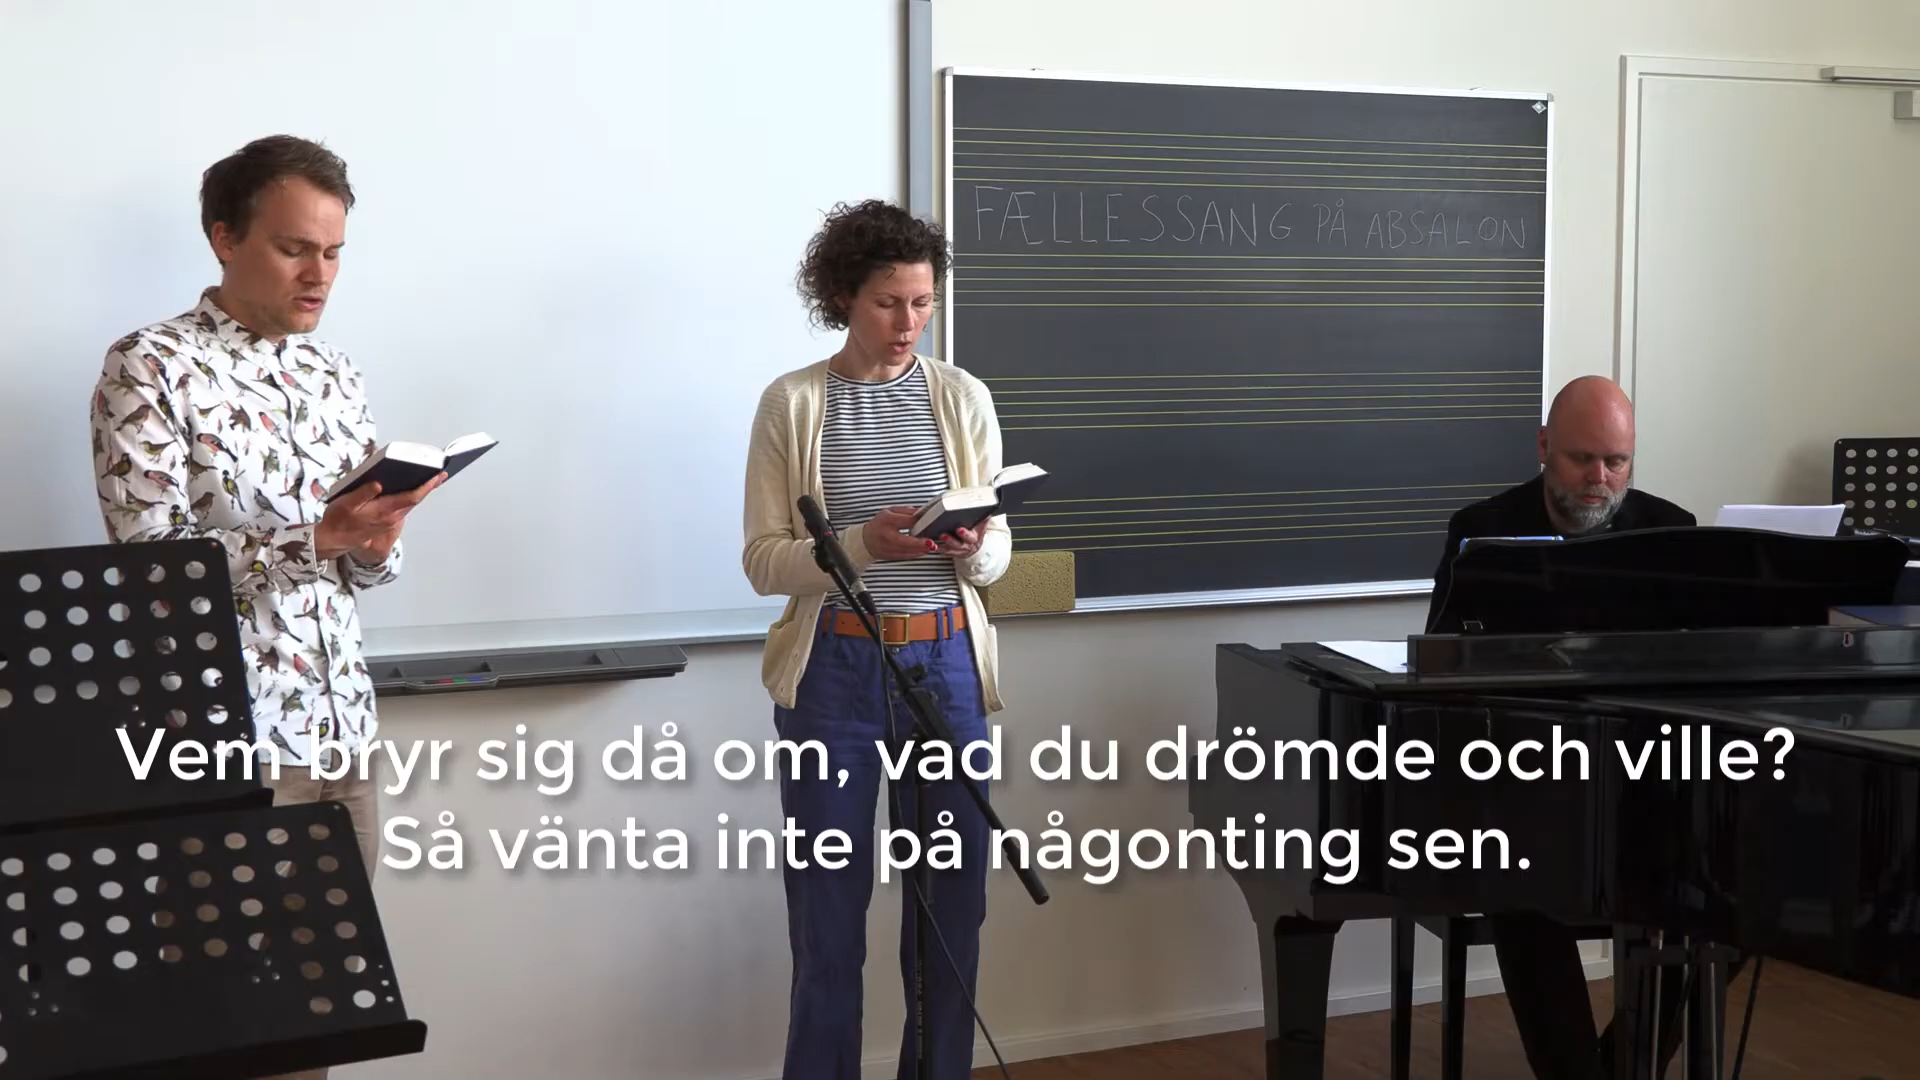 FÆLLESSANG PÅ ABSALON
Vem bryr sig då om, vad du drömde och ville?
Så vänta inte på någonting sen.